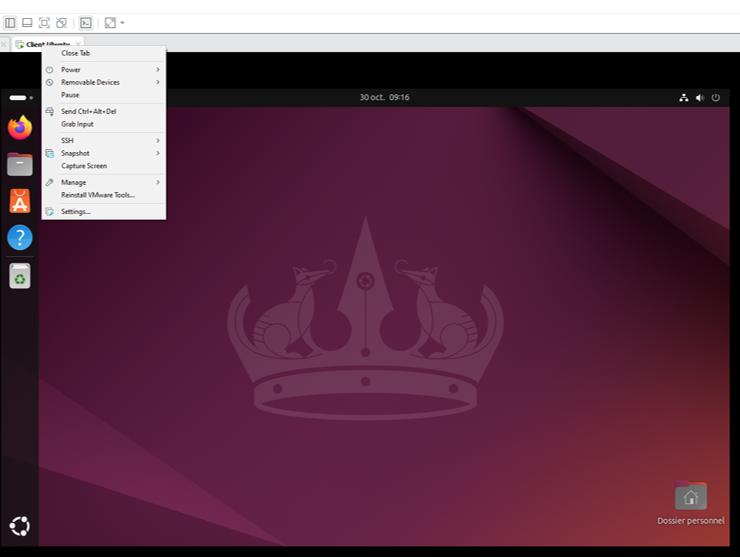 Client Ubuntu
Close Tab
Power
Removable Devices
Pause
Send Ctrl+Alt+Del
Grab Input
SSH
Snapshot
Capture Screen
Manage
Reinstall VMware Tools...
Settings...
30 oct. 09:16
Dossier personnel